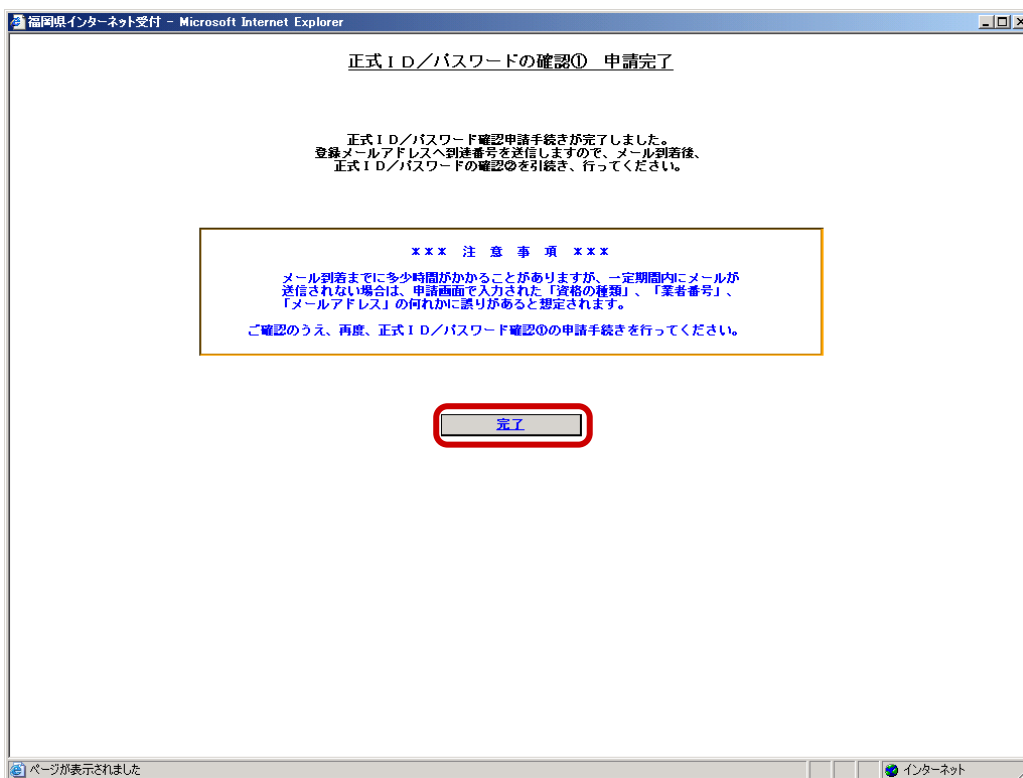 福岡県インターネット受付 - Microsoft Internet Explorer
正式ＩＤ／パスワードの確認①　申請完了
正式ＩＤ／パスワード確認申請手続きが完了しました。
登録メールアドレスへ到達番号を送信しますので、メール到着後、
正式ＩＤ／パスワードの確認②を引続き、行ってください。
＊＊＊　注　意　事　項　＊＊＊
メール到着までに多少時間がかかることがありますが、一定期間内にメールが
送信されない場合は、申請画面で入力された「資格の種類」、「業者番号」、
「メールアドレス」の何れかに誤りがあると想定されます。
ご確認のうえ、再度、正式ＩＤ／パスワード確認①の申請手続きを行ってください。
完了
ページが表示されました
インターネット